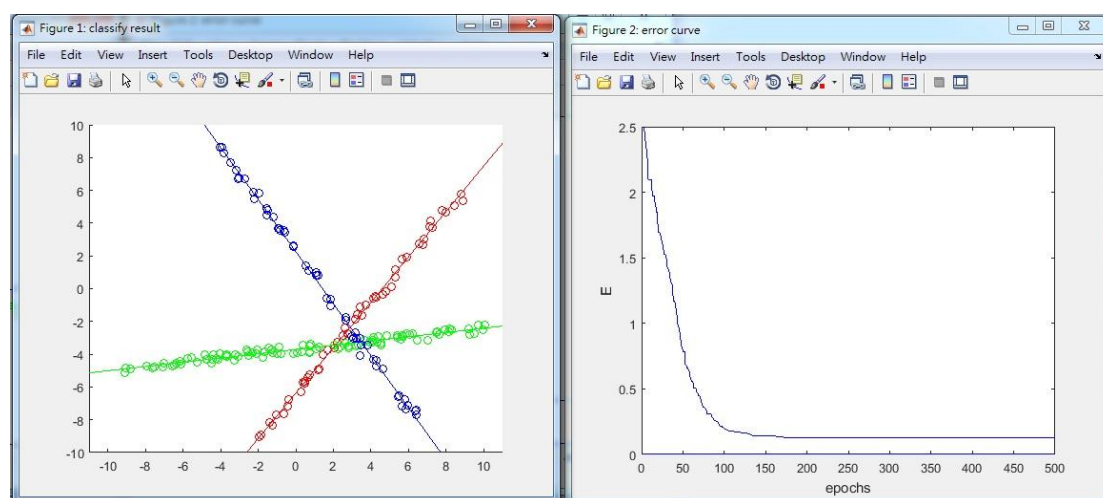 Figure 1: classify result
File Edit View Insert Tools Desktop Window Help
10
8
6
4
2
0
-2
-4
-6
-8
-10
-10 -8 -6 -4 -2 0 2 4 6 8 10
Figure 2: error curve
File Edit View Insert Tools Desktop Window Help
2.5
2
1.5
1
0.5
0
E
0 50 100 150 200 250 300 350 400 450 500
epochs